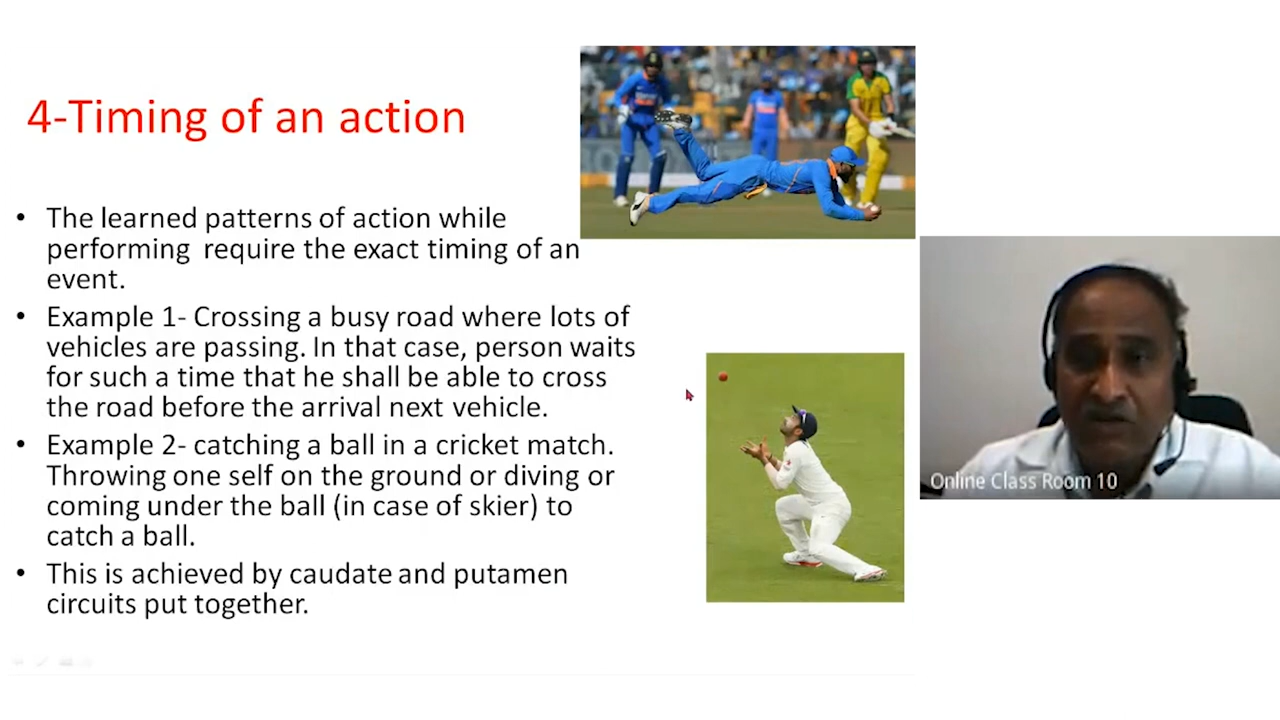 4-Timing of an action
• The learned patterns of action while
performing require the exact timing of an
event.
• Example 1- Crossing a busy road where lots of
vehicles are passing. In that case, person waits
for such a time that he shall be able to cross
the road before the arrival next vehicle.
• Example 2- catching a ball in a cricket match.
Throwing one self on the ground or diving or
coming under the ball (in case of skier) to
catch a ball.
• This is achieved by caudate and putamen
circuits put together.
Online Class Room 10